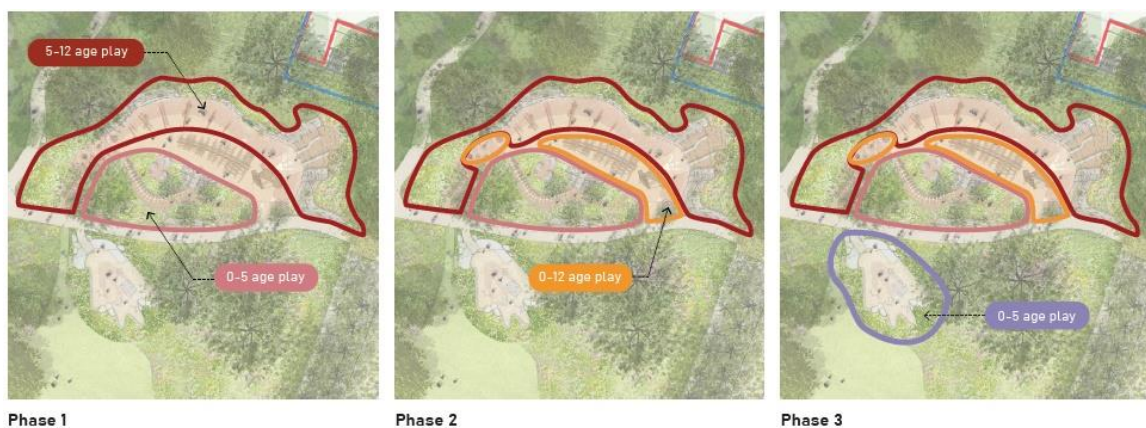 5-12 age play
0-5 age play
Phase 1
0-12 age play
Phase 2
0-5 age play
Phase 3